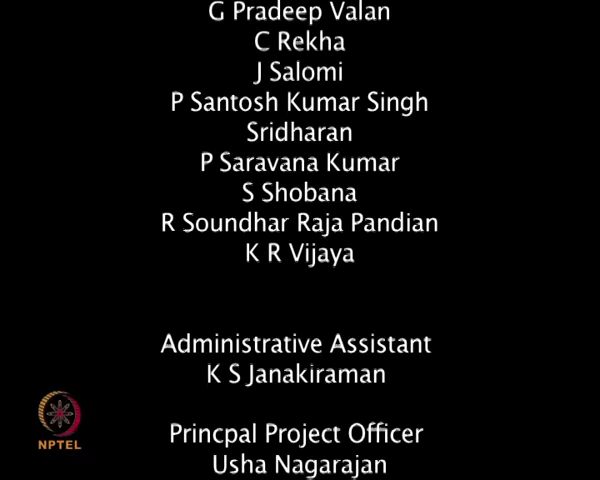 G Pradeep Valan
C Rekha
J Salomi
P Santosh Kumar Singh
Sridharan
P Saravana Kumar
S Shobana
R Soundhar Raja Pandian
K R Vijaya
Administrative Assistant
K S Janakiraman
Princpal Project Officer
Usha Nagarajan
NPTEL